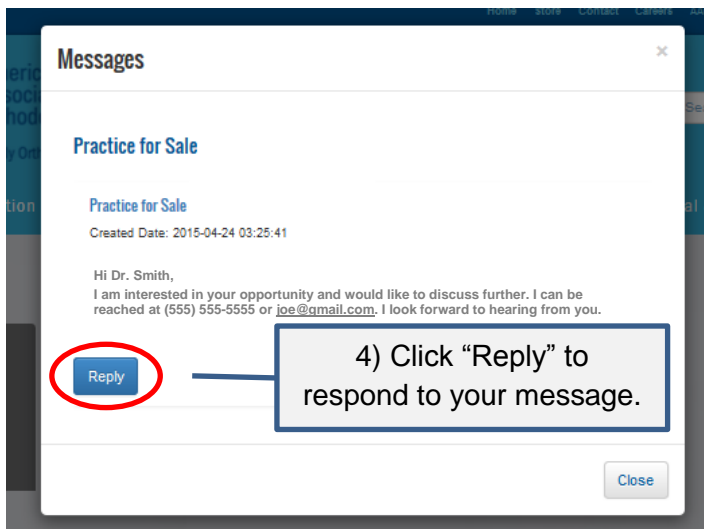 Home Store Contact Careers AA
Messages ×
Practice for Sale
Practice for Sale
Created Date: 2015-04-24 03:25:41
Hi Dr. Smith,
I am interested in your opportunity and would like to discuss further. I can be
reached at (555) 555-5555 or joe@gmail.com. I look forward to hearing from you.
Reply
4) Click “Reply” to
respond to your message.
Close